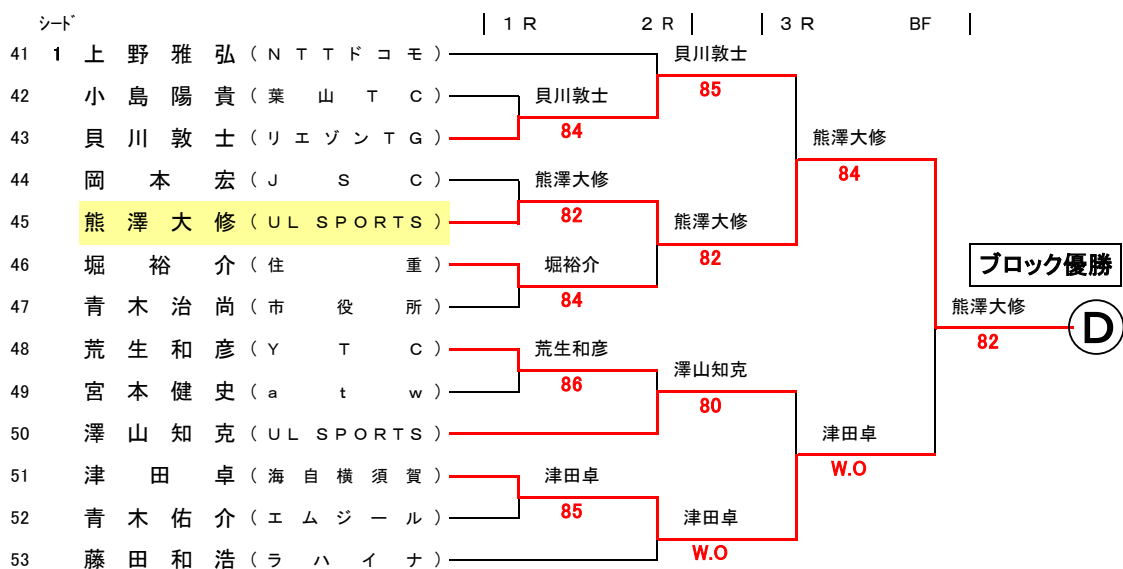 シード 1R 2R 3R BF
41 1 上野雅弘(NTTドコモ) 貝川敦士
42 小島陽貴(葉山TC) 貝川敦士 85
43 貝川敦士(リエゾンTG) 84 熊澤大修
44 岡本宏(JSC) 熊澤大修 84
45 熊澤大修(UL SPORTS) 82 熊澤大修
46 堀裕介(住重) 堀裕介 82 ブロック優勝
47 青木治尚(市役所) 84 熊澤大修 D
48 荒生和彦(YTC) 荒生和彦 82
49 宮本健史(atw) 86 澤山知克
50 澤山知克(UL SPORTS) 80 津田卓
51 津田卓(海自横須賀) 津田卓 W.O
52 青木佑介(エムジール) 85 津田卓
53 藤田和浩(ラハイナ) W.O